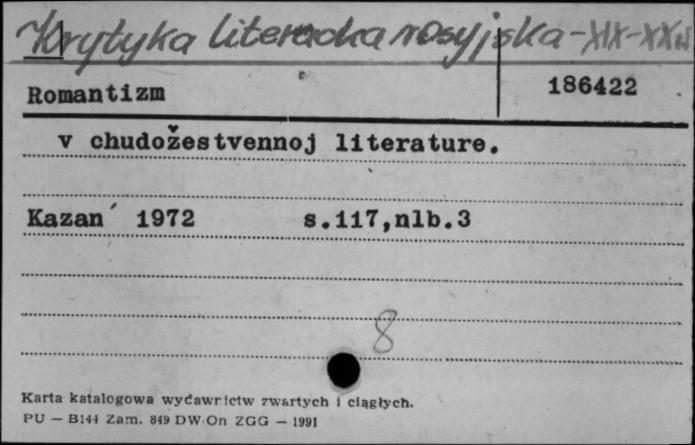 Krytyka literacka rosyjska - XIX-XX w
Romantizm 186422
v chudožestvennoj literature.
Kazan´ 1972 s.117,nlb.3
8
Karta katalogowa wydawnictw zwartych i ciągłych.
PU — B144 Zam. 849 DW.On ZGG — 1991